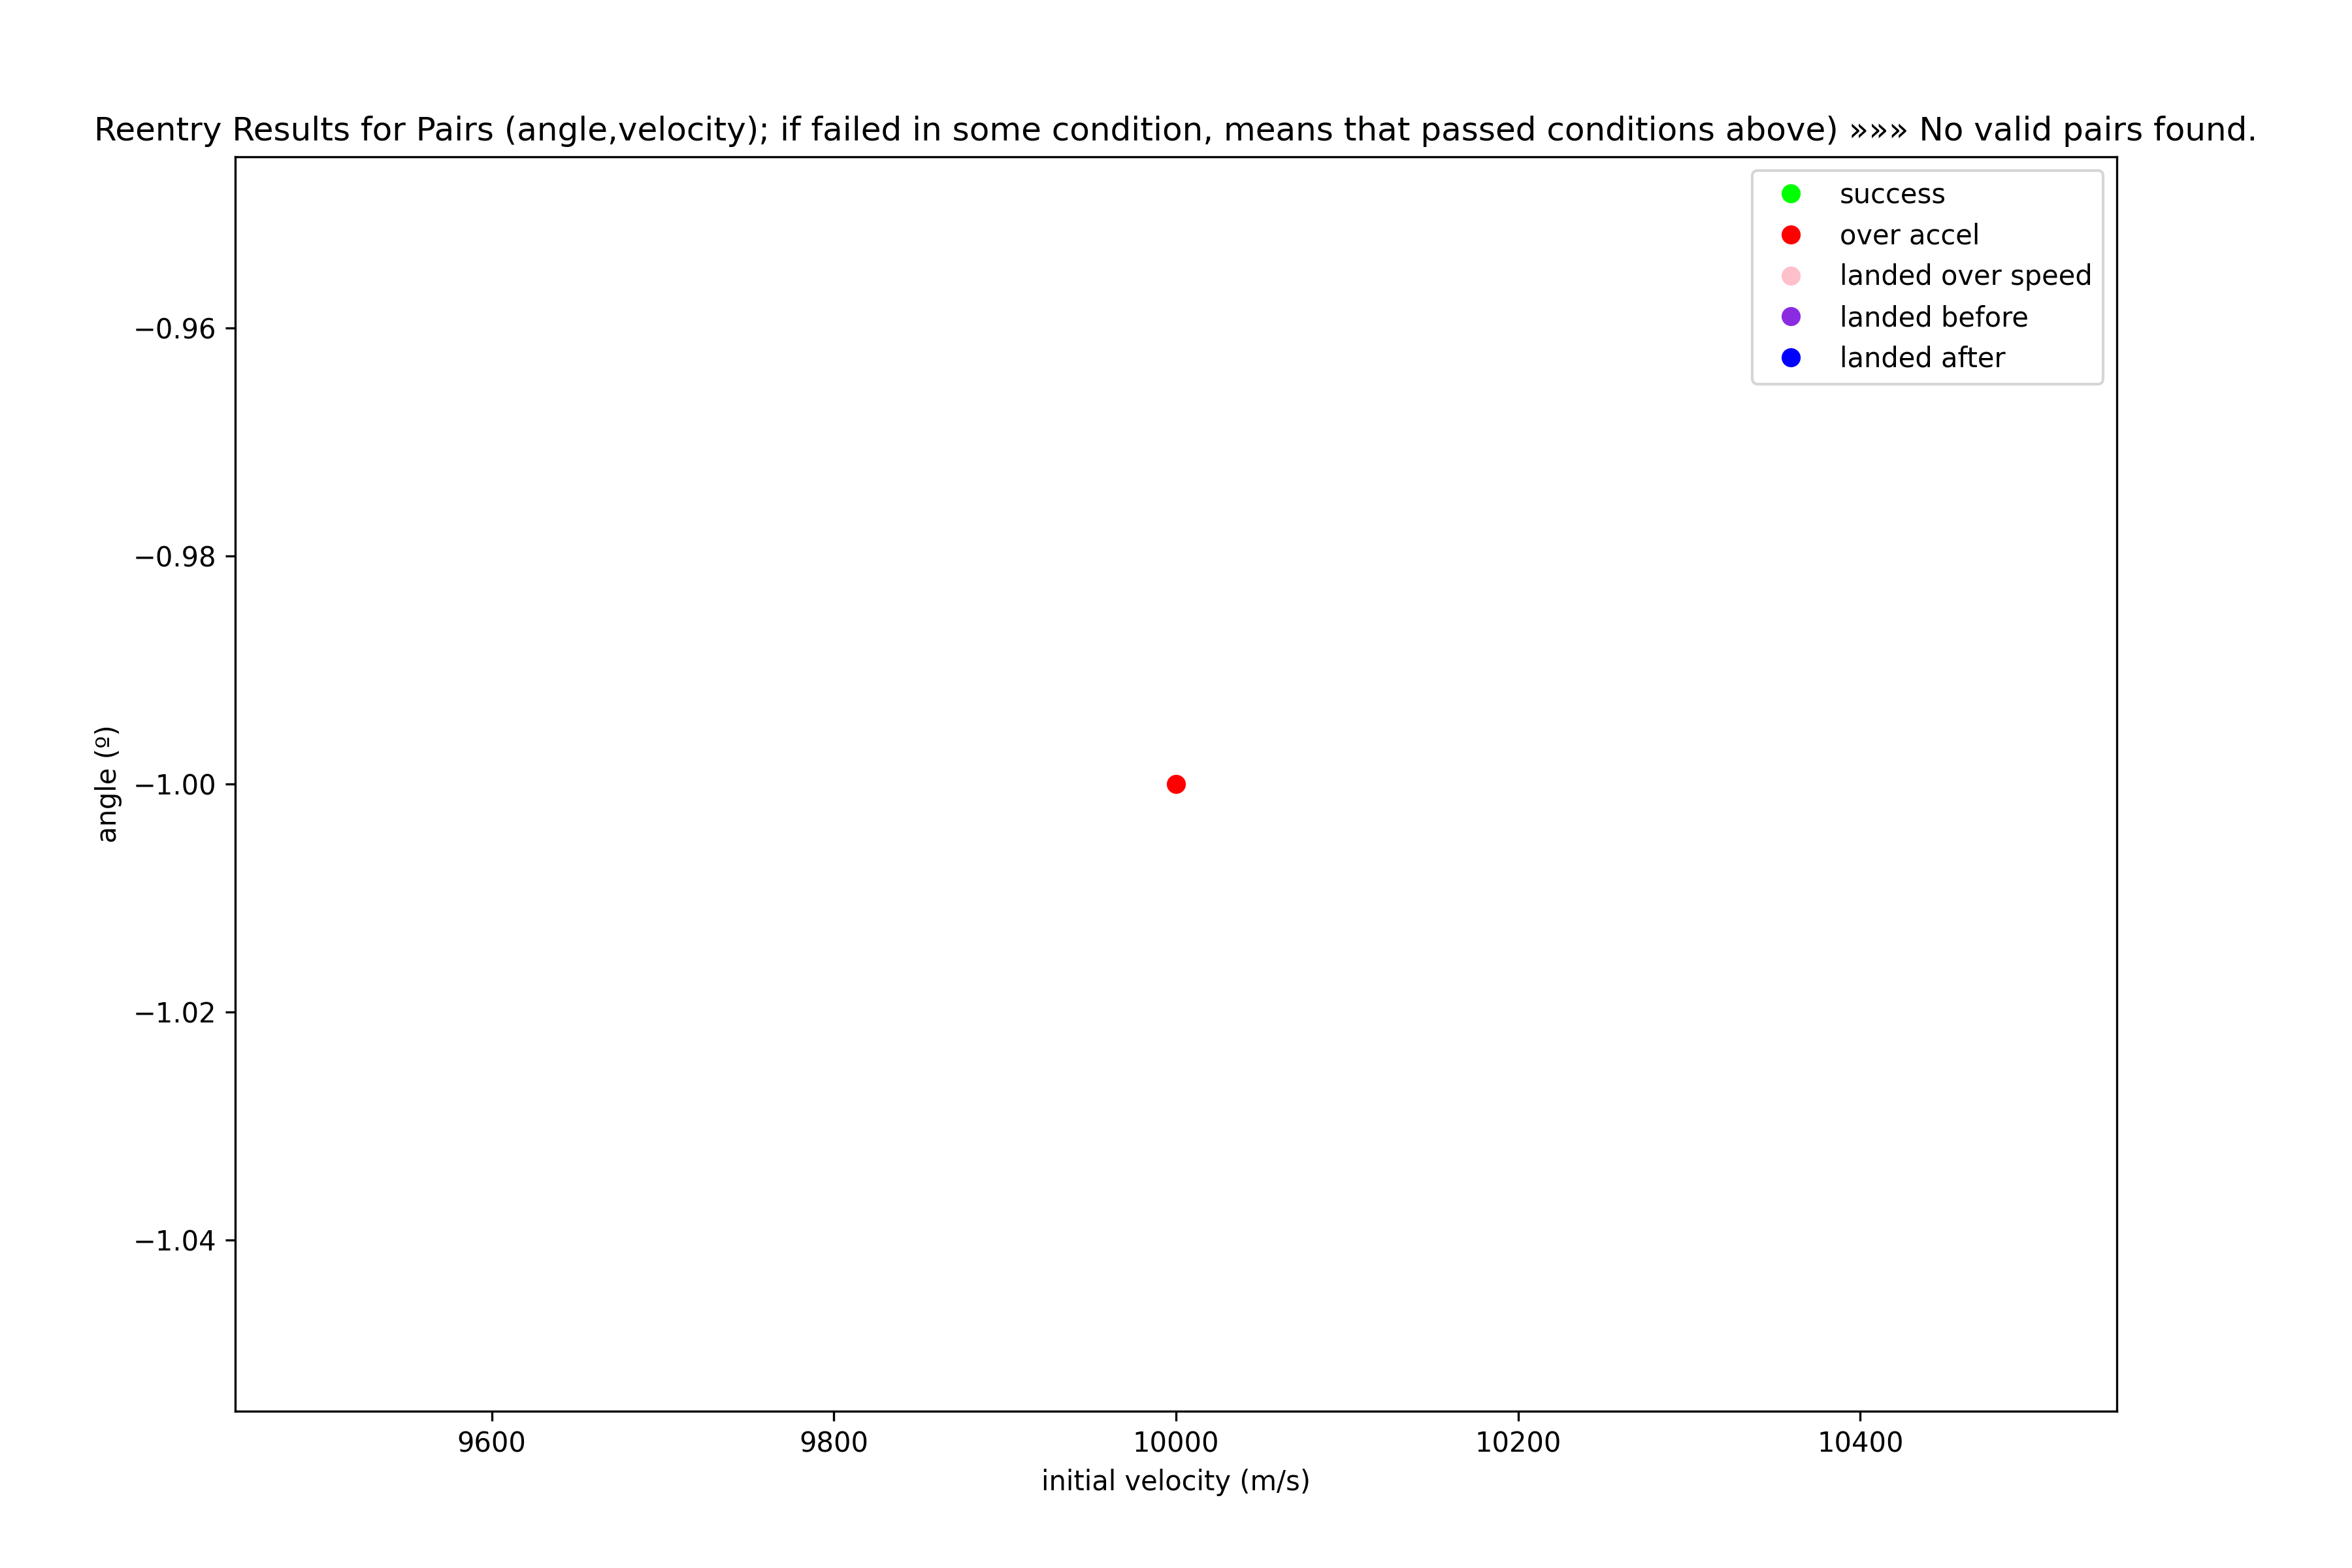 Reentry Results for Pairs (angle,velocity); if failed in some condition, means that passed conditions above) »»» No valid pairs found.
success
over accel
landed over speed
landed before
landed after
−0.96
−0.98
−1.00
−1.02
−1.04
angle (º)
9600
9800
10000
10200
10400
initial velocity (m/s)